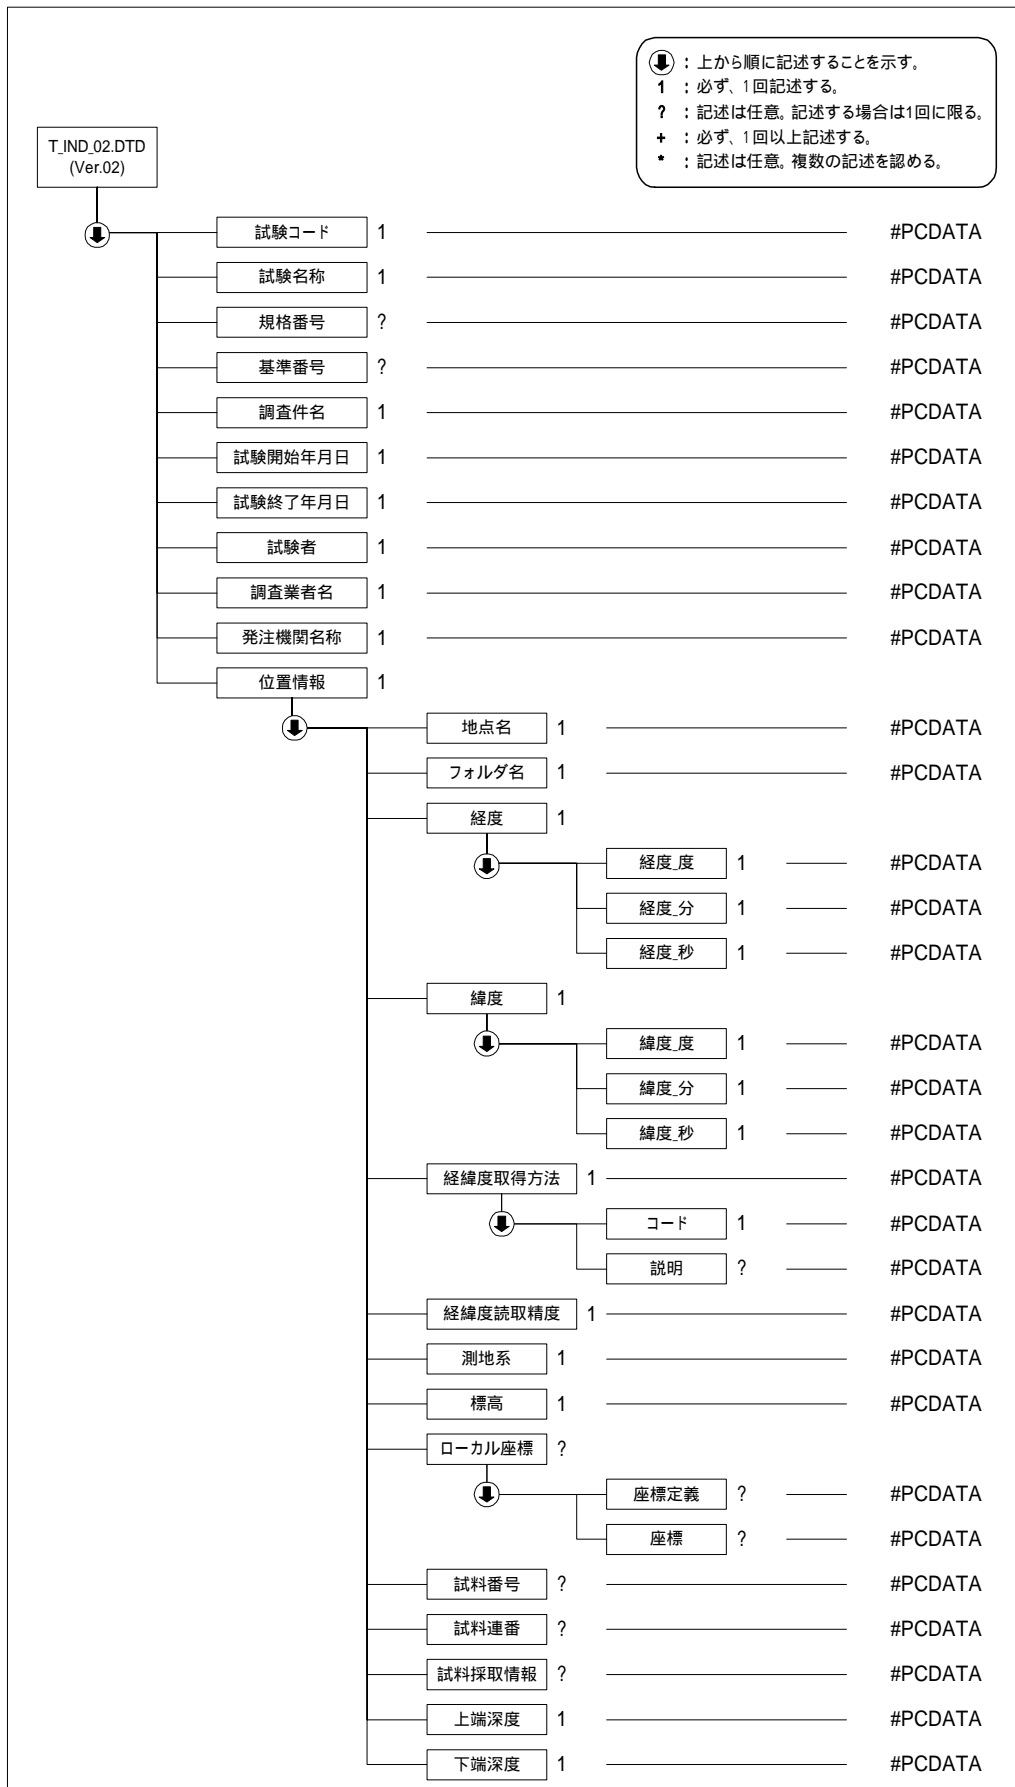 : 上から順に記述することを示す。
1 : 必ず、1回記述する。
? : 記述は任意。記述する場合は1回に限る。
+ : 必ず、1回以上記述する。
* : 記述は任意。複数の記述を認める。
T_IND_02.DTD
(Ver.02)
試験コード 1 #PCDATA
試験名称 1 #PCDATA
規格番号 ? #PCDATA
基準番号 ? #PCDATA
調査件名 1 #PCDATA
試験開始年月日 1 #PCDATA
試験終了年月日 1 #PCDATA
試験者 1 #PCDATA
調査業者名 1 #PCDATA
発注機関名称 1 #PCDATA
位置情報 1
地点名 1 #PCDATA
フォルダ名 1 #PCDATA
経度 1
経度_度 1 #PCDATA
経度_分 1 #PCDATA
経度_秒 1 #PCDATA
緯度 1
緯度_度 1 #PCDATA
緯度_分 1 #PCDATA
緯度_秒 1 #PCDATA
経緯度取得方法 1 #PCDATA
コード 1 #PCDATA
説明 ? #PCDATA
経緯度読取精度 1 #PCDATA
測地系 1 #PCDATA
標高 1 #PCDATA
ローカル座標 ?
座標定義 ? #PCDATA
座標 ? #PCDATA
試料番号 ? #PCDATA
試料連番 ? #PCDATA
試料採取情報 ? #PCDATA
上端深度 1 #PCDATA
下端深度 1 #PCDATA